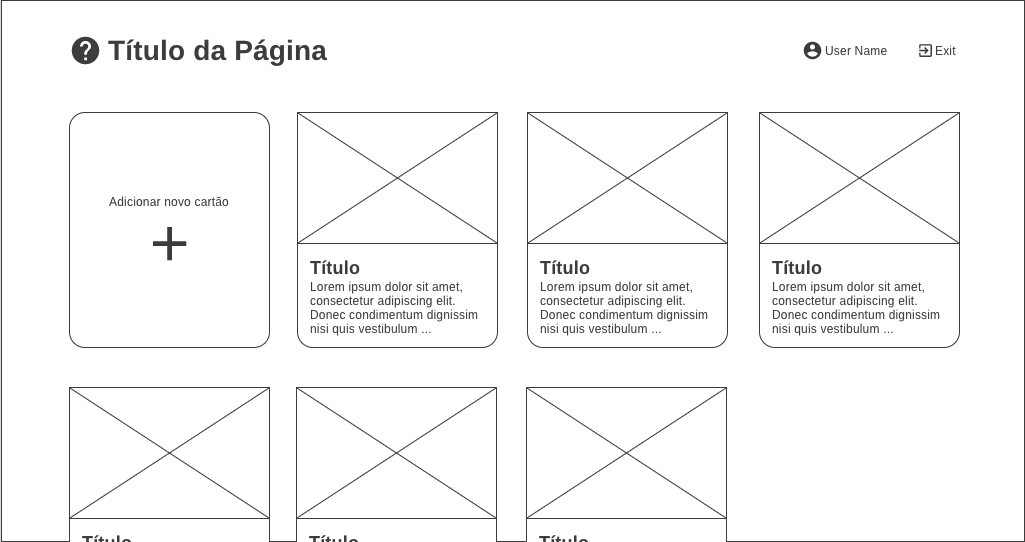 Título da Página
User Name
Exit
Adicionar novo cartão
Título
Lorem ipsum dolor sit amet,
consectetur adipiscing elit.
Donec condimentum dignissim
nisi quis vestibulum ...
Título
Lorem ipsum dolor sit amet,
consectetur adipiscing elit.
Donec condimentum dignissim
nisi quis vestibulum ...
Título
Lorem ipsum dolor sit amet,
consectetur adipiscing elit.
Donec condimentum dignissim
nisi quis vestibulum ...
Título
Título
Título